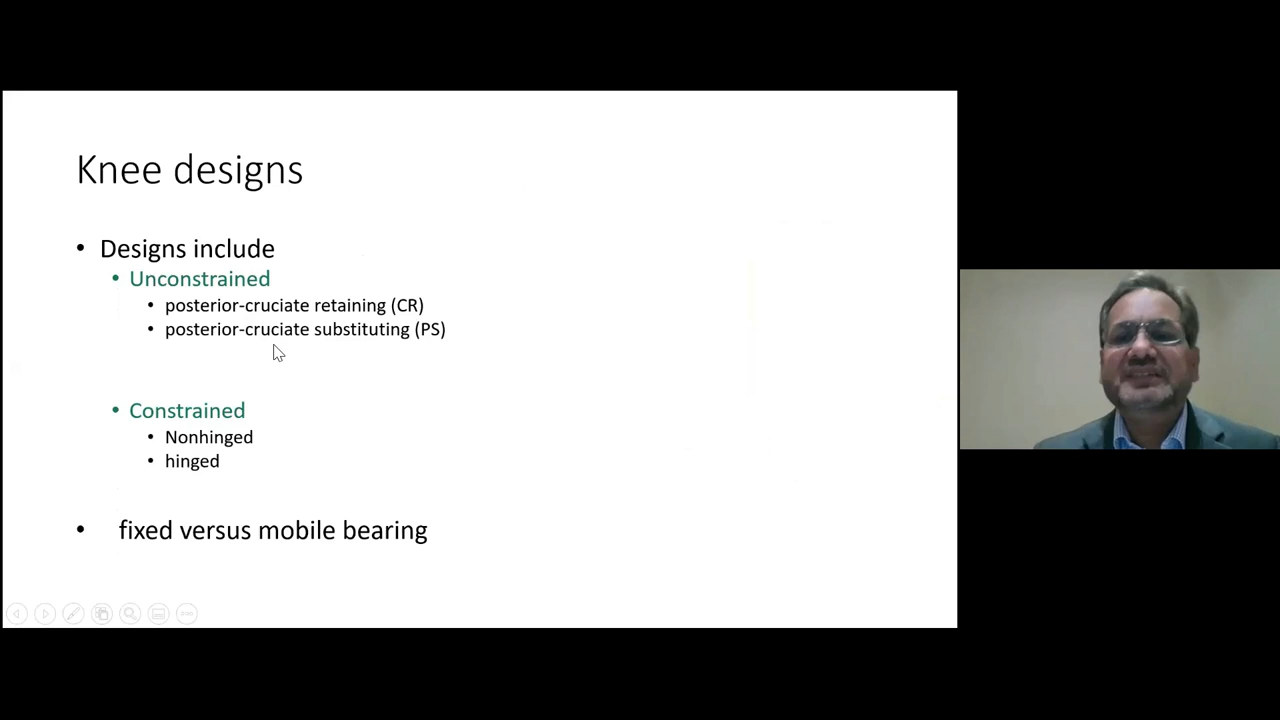 Knee designs
• Designs include
• Unconstrained
• posterior-cruciate retaining (CR)
• posterior-cruciate substituting (PS)
• Constrained
• Nonhinged
• hinged
• fixed versus mobile bearing